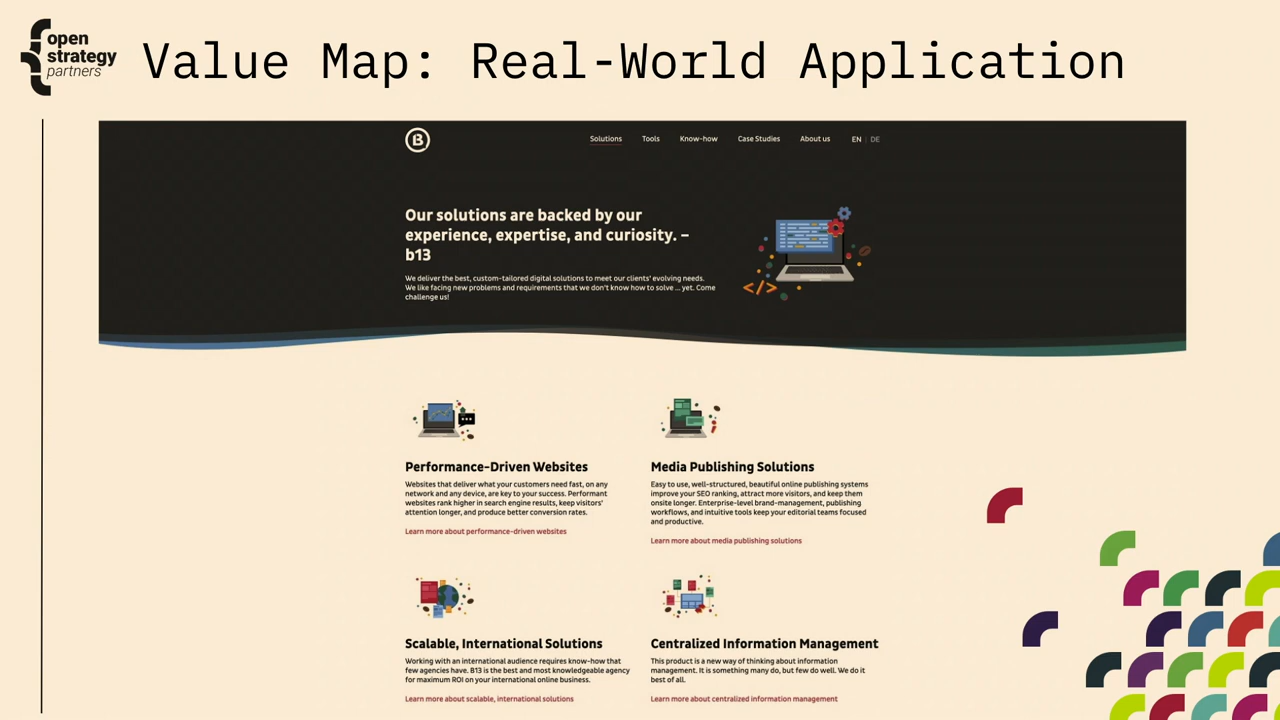 open
strategy
partners
Value Map: Real-World Application
B
Solutions Tools Know-how Case Studies About us EN | DE
Our solutions are backed by our
experience, expertise, and curiosity. –
b13
We deliver the best, custom-tailored digital solutions to meet our clients' evolving needs.
We like facing new problems and requirements that we don't know how to solve ... yet. Come
challenge us!
</>
Performance-Driven Websites
Websites that deliver what your customers need fast, on any
network and any device, are key to your success. Performant
websites rank higher in search engine results, keep visitors'
attention longer, and produce better conversion rates.
Learn more about performance-driven websites
Media Publishing Solutions
Easy to use, well-structured, beautiful online publishing systems
improve your SEO ranking, attract more visitors, and keep them
onsite longer. Enterprise-level brand-management, publishing
workflows, and intuitive tools keep your editorial teams focused
and productive.
Learn more about media publishing solutions
Scalable, International Solutions
Working with an international audience requires know-how that
few agencies have. B13 is the best and most knowledgeable agency
for maximum ROI on your international online business.
Learn more about scalable, international solutions
Centralized Information Management
This product is a new way of thinking about information
management. It is something many do, but few do well. We do it
best of all.
Learn more about centralized information management